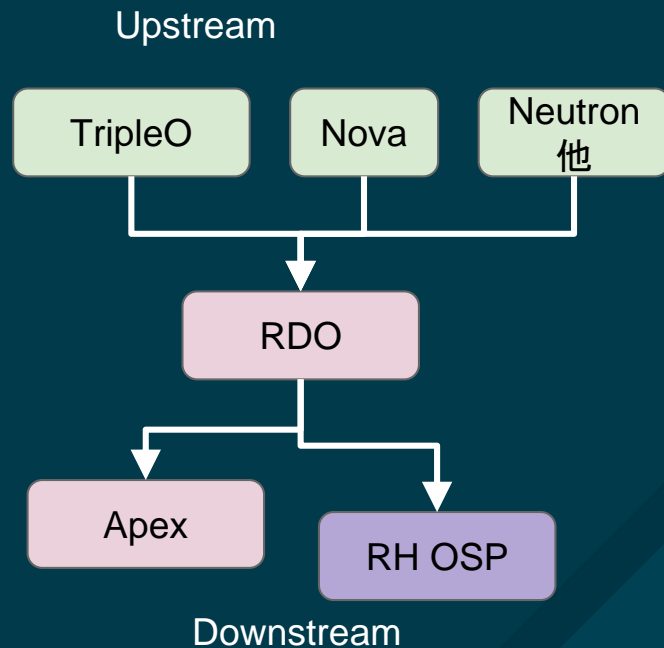 Upstream
TripleO
Nova
Neutron
他
RDO
Apex
RH OSP
Downstream